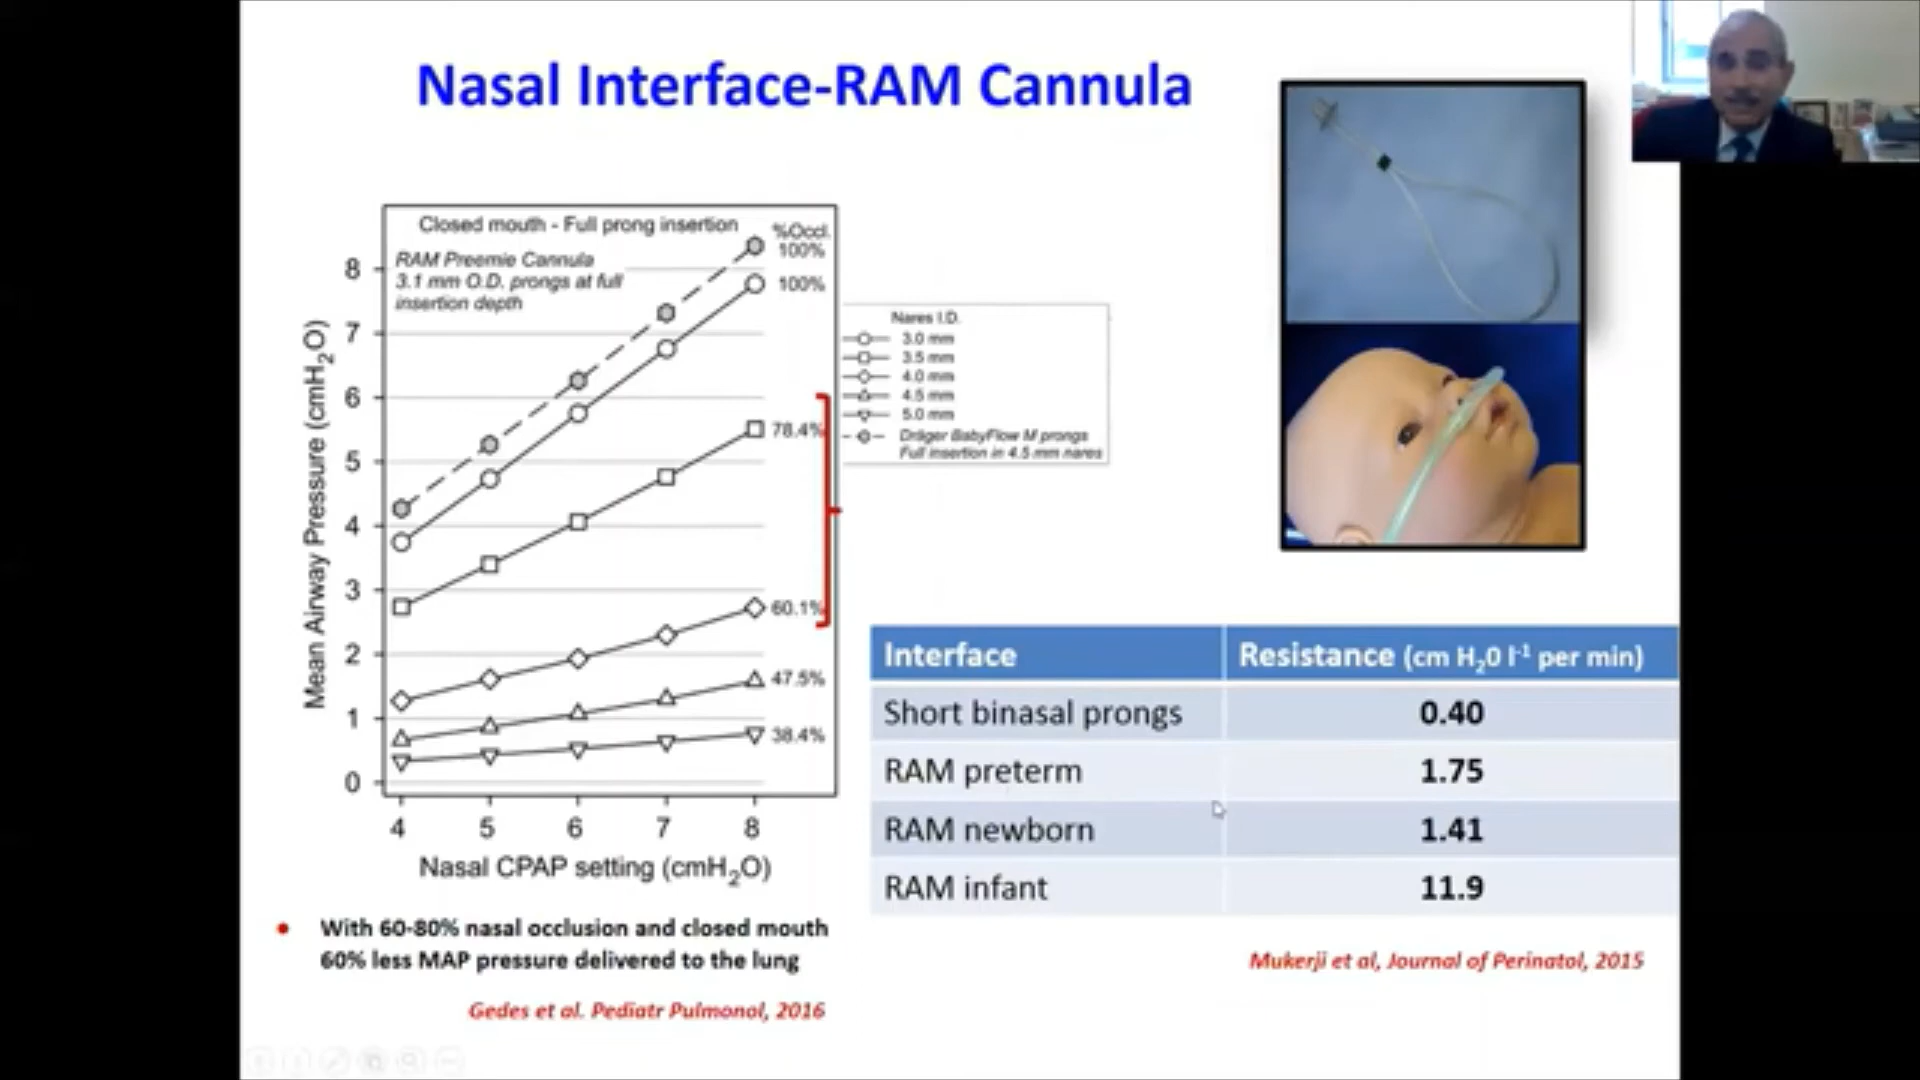 Nasal Interface-RAM Cannula
Closed mouth - Full prong insertion
%Occl.
100%
RAM Preemie Cannula
3.1 mm O.D. prongs at full
insertion depth
100%
78.4%
60.1%
47.5%
38.4%
8
7
6
5
4
3
2
1
0
Mean Airway Pressure (cmH2O)
4 5 6 7 8
Nasal CPAP setting (cmH2O)
Nares I.D.
3.0 mm
3.5 mm
4.0 mm
4.5 mm
5.0 mm
Dräger BabyFlow M prongs
Full insertion in 4.5 mm nares
Interface Resistance (cm H20 l-1 per min)
Short binasal prongs 0.40
RAM preterm 1.75
RAM newborn 1.41
RAM infant 11.9
Mukerji et al, Journal of Perinatol, 2015
• With 60-80% nasal occlusion and closed mouth
60% less MAP pressure delivered to the lung
Gedes et al. Pediatr Pulmonol, 2016